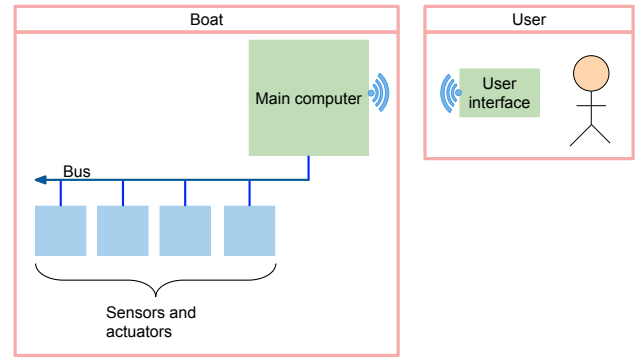 Boat
User
Main computer
User
interface
Bus
Sensors and
actuators